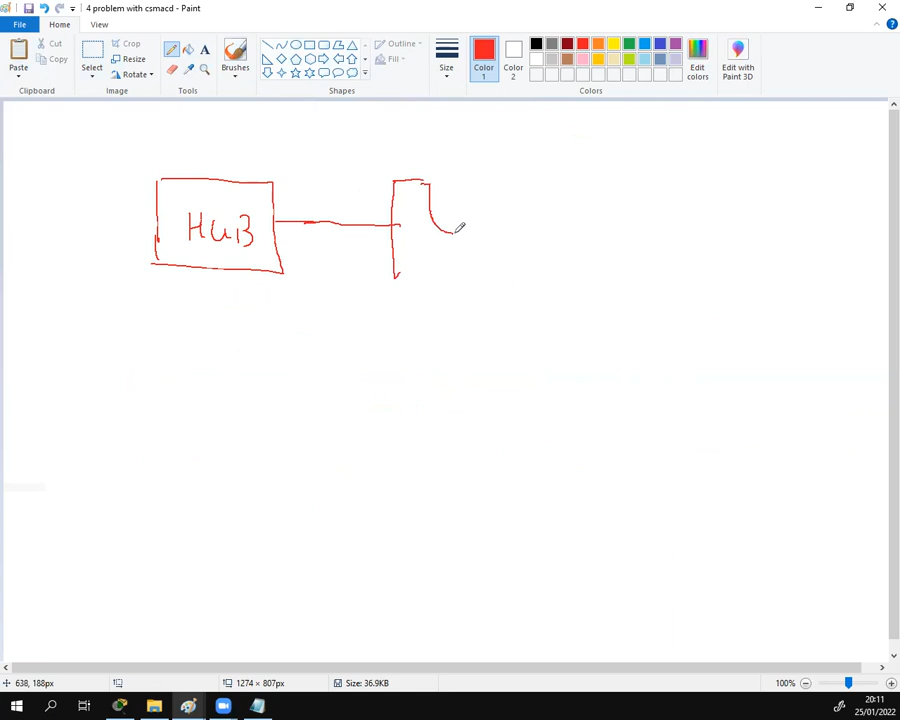 4 problem with csmacd - Paint
File Home View
Paste
Cut
Copy
Clipboard
Select
Crop
Resize
Rotate
Image
Tools
Brushes
Shapes
Outline
Fill
Size
Color 1
Color 2
Colors
Edit colors
Edit with Paint 3D
HUB
638, 188px
1274 × 807px
Size: 36.9KB
100%
20:11
25/01/2022